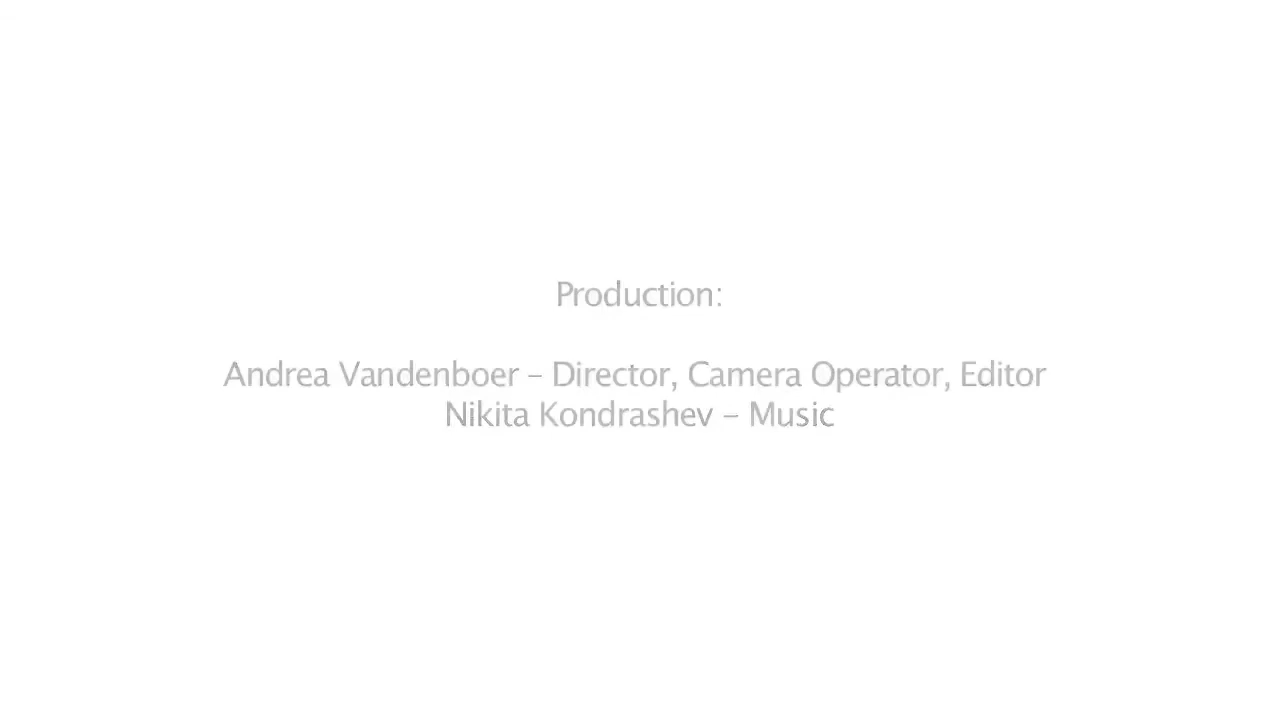 Production:
Andrea Vandenboer – Director, Camera Operator, Editor
Nikita Kondrashev – Music